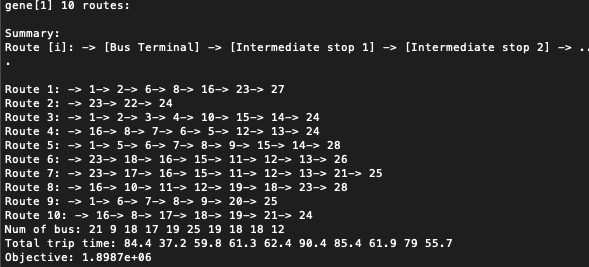 gene[1] 10 routes:
Summary:
Route [i]: -> [Bus Terminal] -> [Intermediate stop 1] -> [Intermediate stop 2] -> ..
.
Route 1: -> 1-> 2-> 6-> 8-> 16-> 23-> 27
Route 2: -> 23-> 22-> 24
Route 3: -> 1-> 2-> 3-> 4-> 10-> 15-> 14-> 24
Route 4: -> 16-> 8-> 7-> 6-> 5-> 12-> 13-> 24
Route 5: -> 1-> 5-> 6-> 7-> 8-> 9-> 15-> 14-> 28
Route 6: -> 23-> 18-> 16-> 15-> 11-> 12-> 13-> 26
Route 7: -> 23-> 17-> 16-> 15-> 11-> 12-> 13-> 21-> 25
Route 8: -> 16-> 10-> 11-> 12-> 19-> 18-> 23-> 28
Route 9: -> 1-> 6-> 7-> 8-> 9-> 20-> 25
Route 10: -> 16-> 8-> 17-> 18-> 19-> 21-> 24
Num of bus: 21 9 18 17 19 25 19 18 18 12
Total trip time: 84.4 37.2 59.8 61.3 62.4 90.4 85.4 61.9 79 55.7
Objective: 1.8987e+06